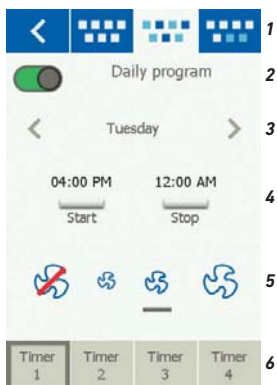 1
Daily program 2
Tuesday 3
04:00 PM 12:00 AM
4
Start Stop
5
Timer 1 Timer 2 Timer 3 Timer 4 6